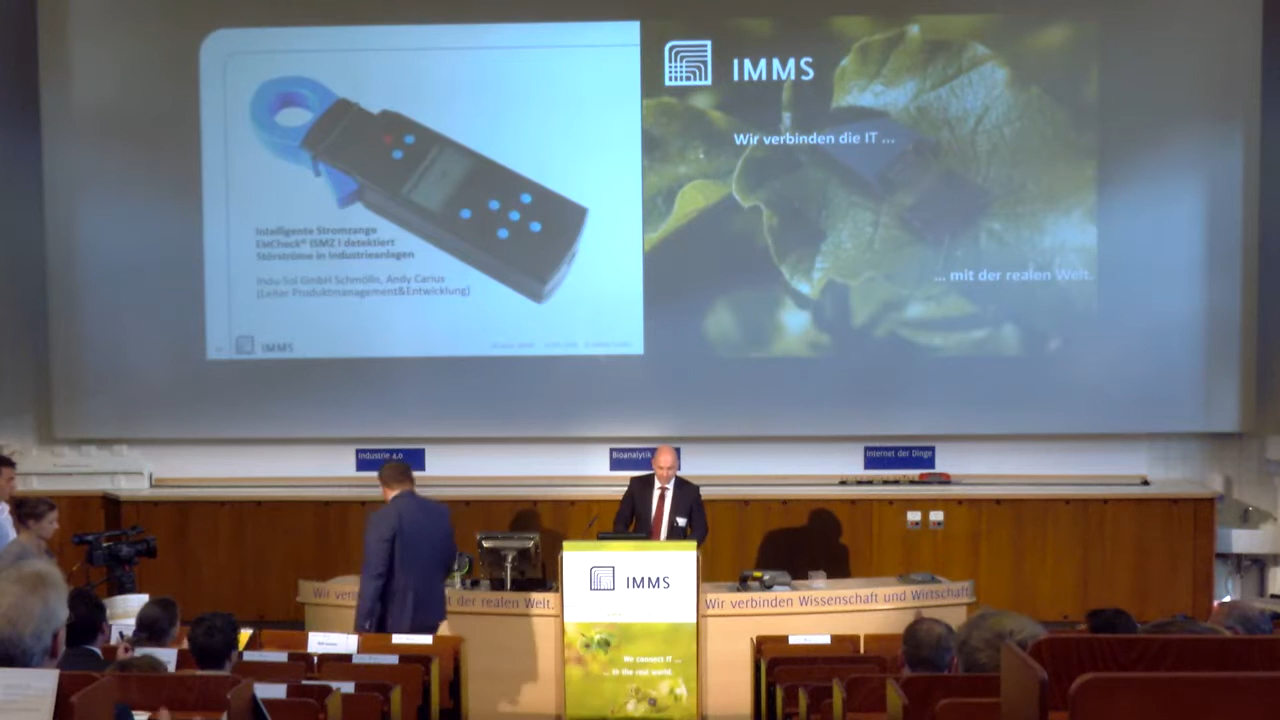 IMMS
Wir verbinden die IT ...
... mit der realen Welt.
Intelligente Stromzange
EmCheck® ISMZ I detektiert
Störströme in Industrieanlagen
Indu-Sol GmbH Schmölln, Andy Carius
(Leiter Produktmanagement&Entwicklung)
IMMS
Industrie 4.0
Bioanalytik
Internet der Dinge
IMMS
Wir
t der realen Welt.
Wir verbinden Wissenschaft und Wirtschaft
We connect IT ...
... to the real world.